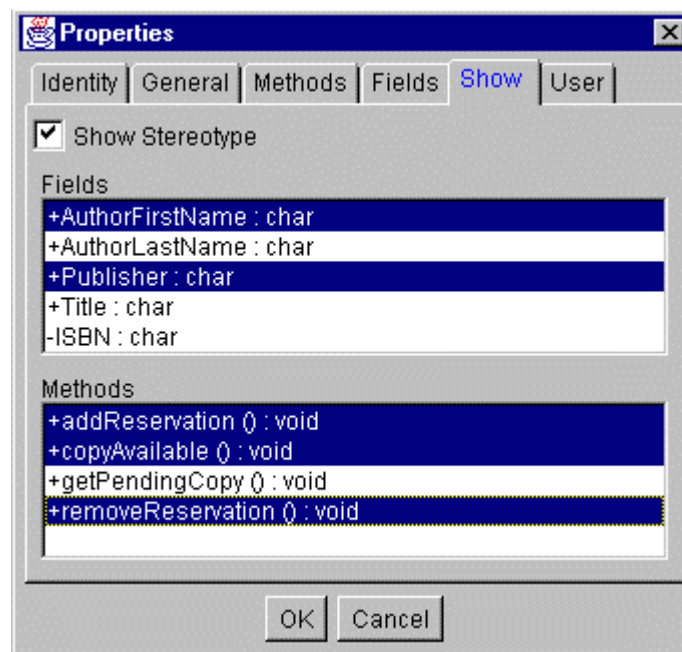 Properties
Identity General Methods Fields Show User
Show Stereotype
Fields
+AuthorFirstName : char
+AuthorLastName : char
+Publisher : char
+Title : char
-ISBN : char
Methods
+addReservation () : void
+copyAvailable () : void
+getPendingCopy () : void
+removeReservation () : void
OK Cancel